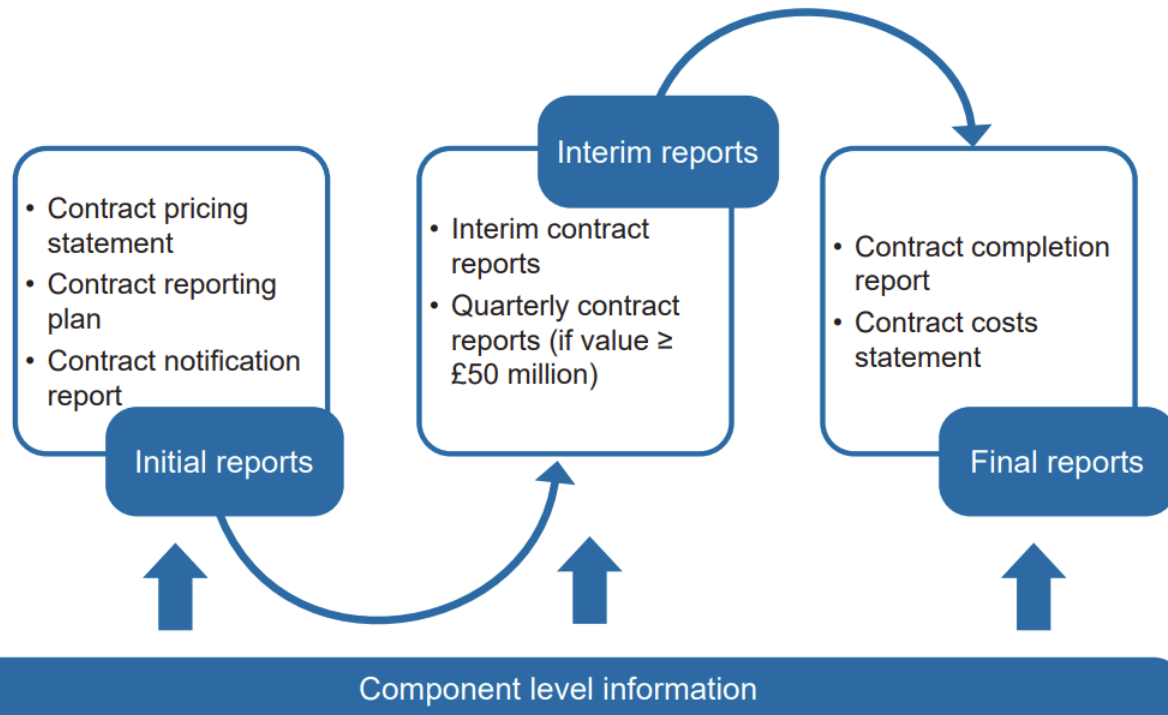 • Contract pricing
statement
• Contract reporting
plan
• Contract notification
report
Initial reports
Interim reports
• Interim contract
reports
• Quarterly contract
reports (if value ≥
£50 million)
• Contract completion
report
• Contract costs
statement
Final reports
Component level information